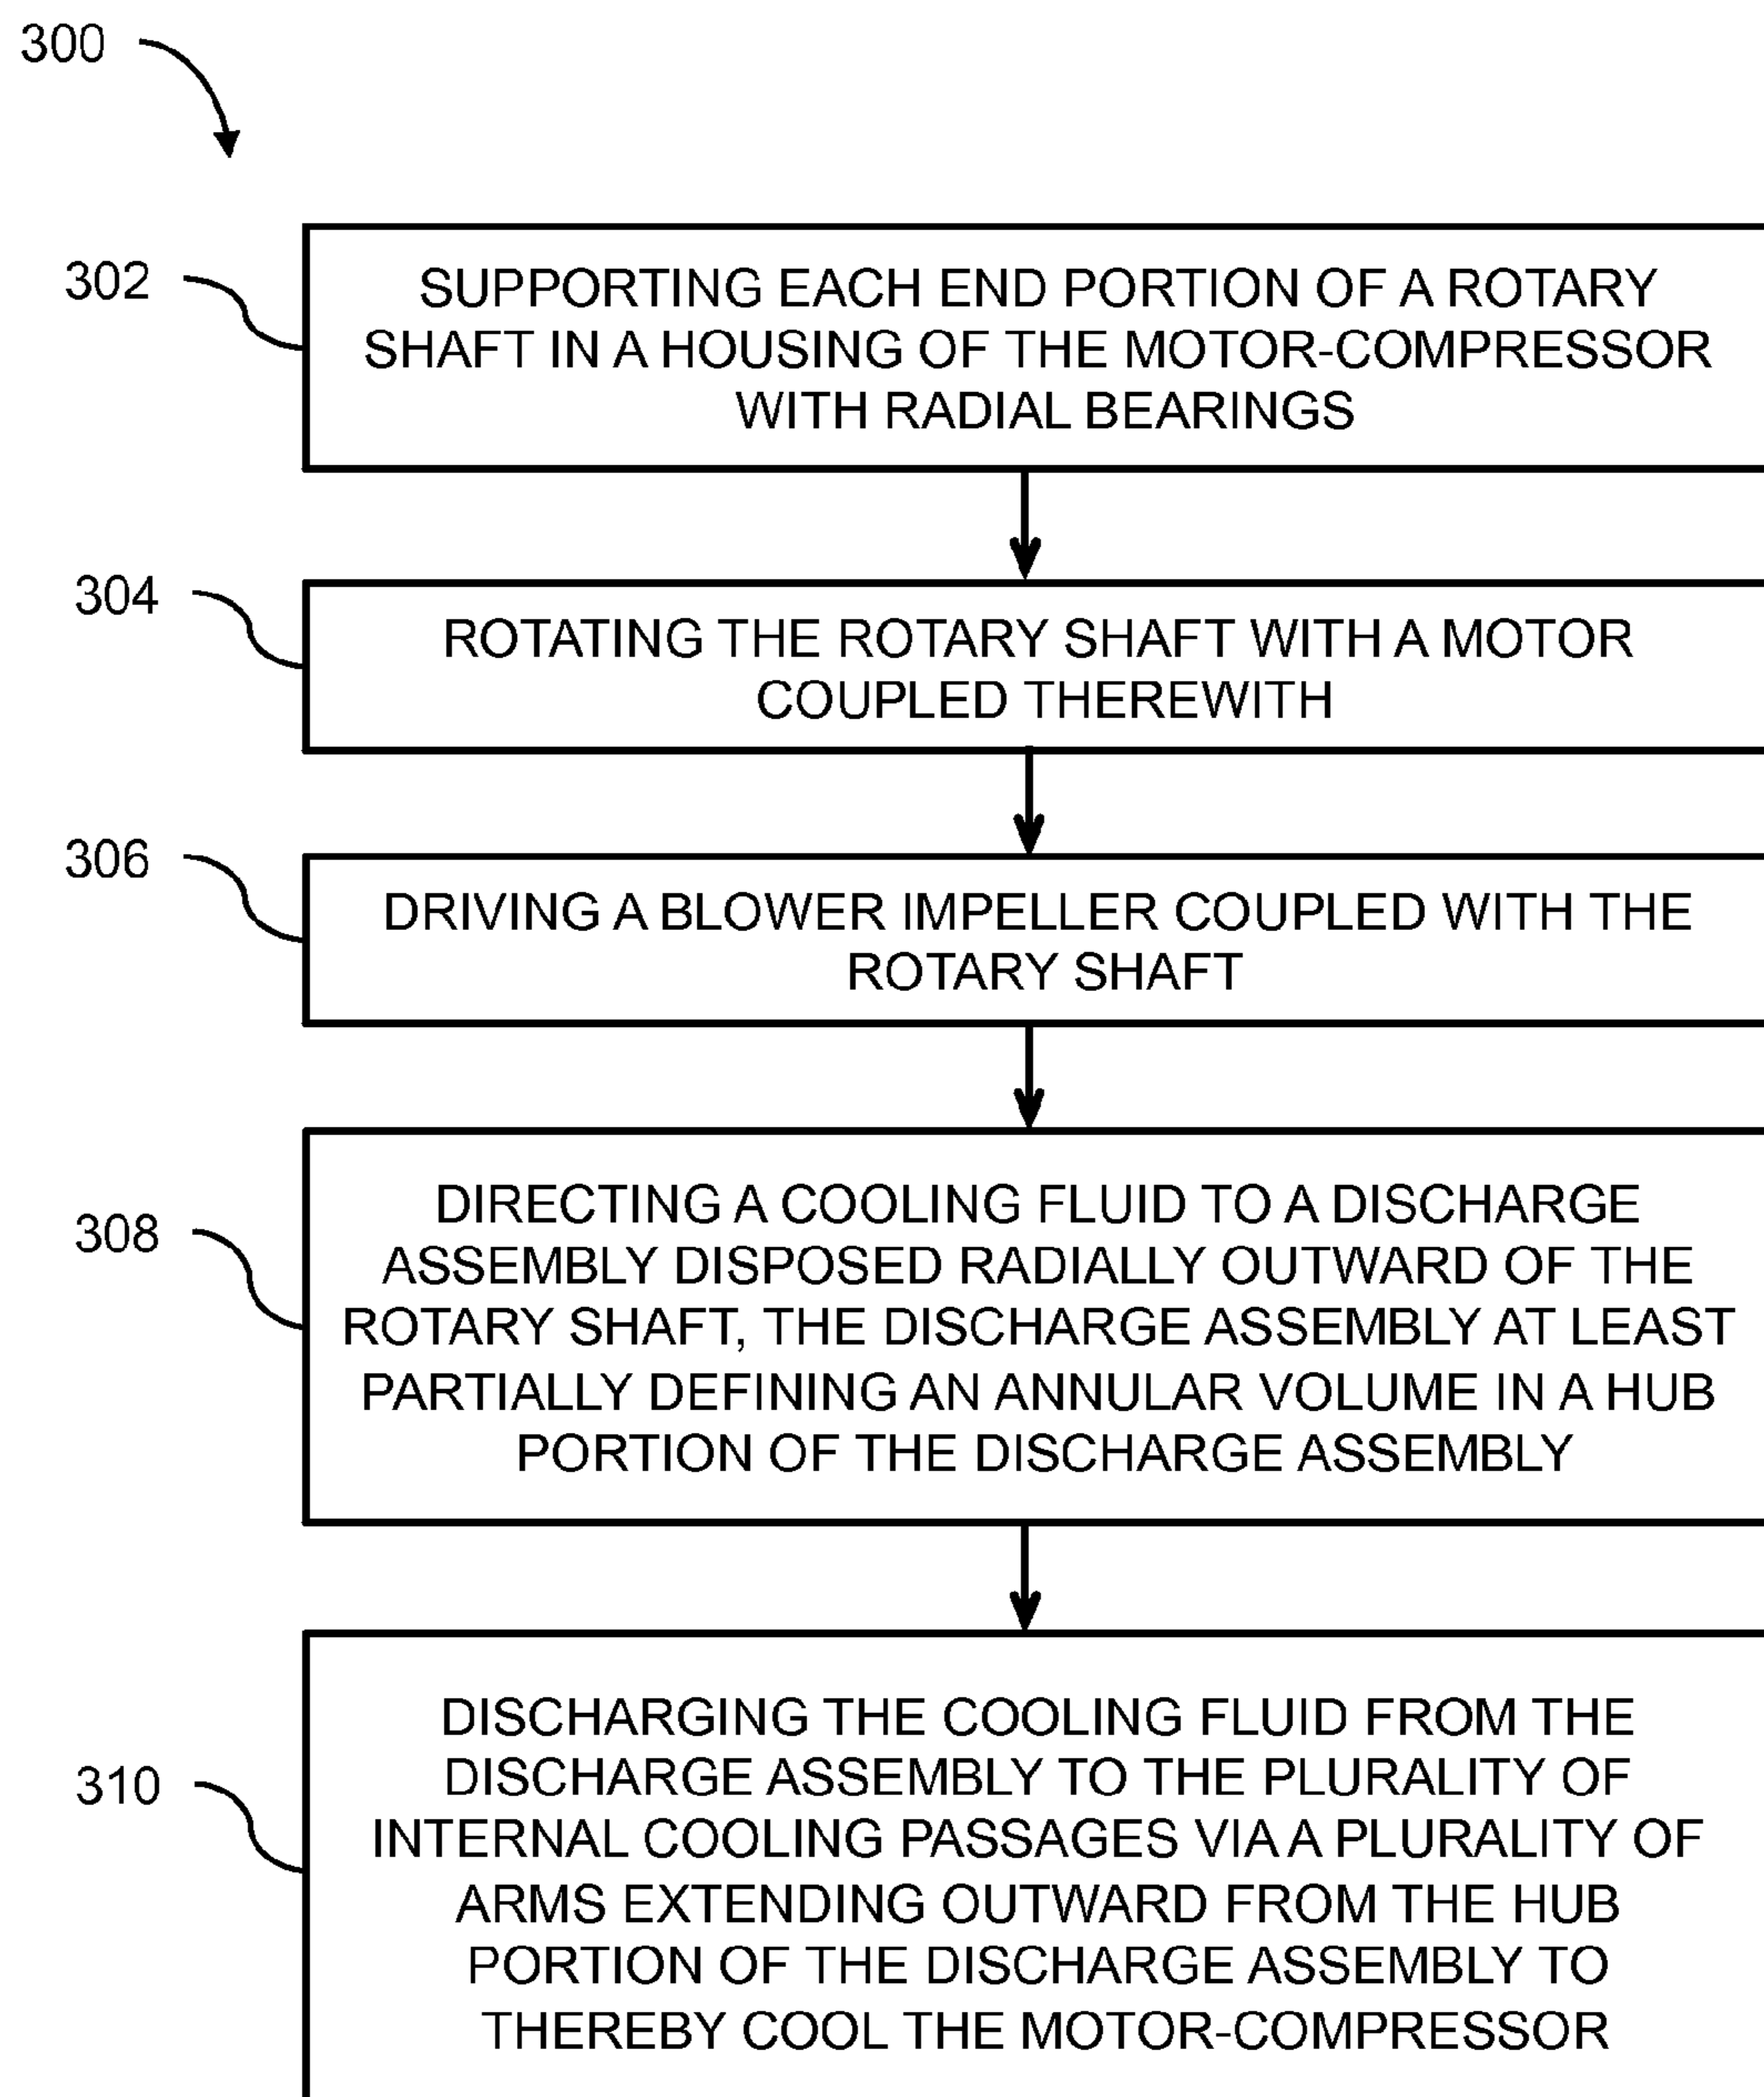 300
302
SUPPORTING EACH END PORTION OF A ROTARY
SHAFT IN A HOUSING OF THE MOTOR-COMPRESSOR
WITH RADIAL BEARINGS
304
ROTATING THE ROTARY SHAFT WITH A MOTOR
COUPLED THEREWITH
306
DRIVING A BLOWER IMPELLER COUPLED WITH THE
ROTARY SHAFT
308
DIRECTING A COOLING FLUID TO A DISCHARGE
ASSEMBLY DISPOSED RADIALLY OUTWARD OF THE
ROTARY SHAFT, THE DISCHARGE ASSEMBLY AT LEAST
PARTIALLY DEFINING AN ANNULAR VOLUME IN A HUB
PORTION OF THE DISCHARGE ASSEMBLY
310
DISCHARGING THE COOLING FLUID FROM THE
DISCHARGE ASSEMBLY TO THE PLURALITY OF
INTERNAL COOLING PASSAGES VIA A PLURALITY OF
ARMS EXTENDING OUTWARD FROM THE HUB
PORTION OF THE DISCHARGE ASSEMBLY TO
THEREBY COOL THE MOTOR-COMPRESSOR